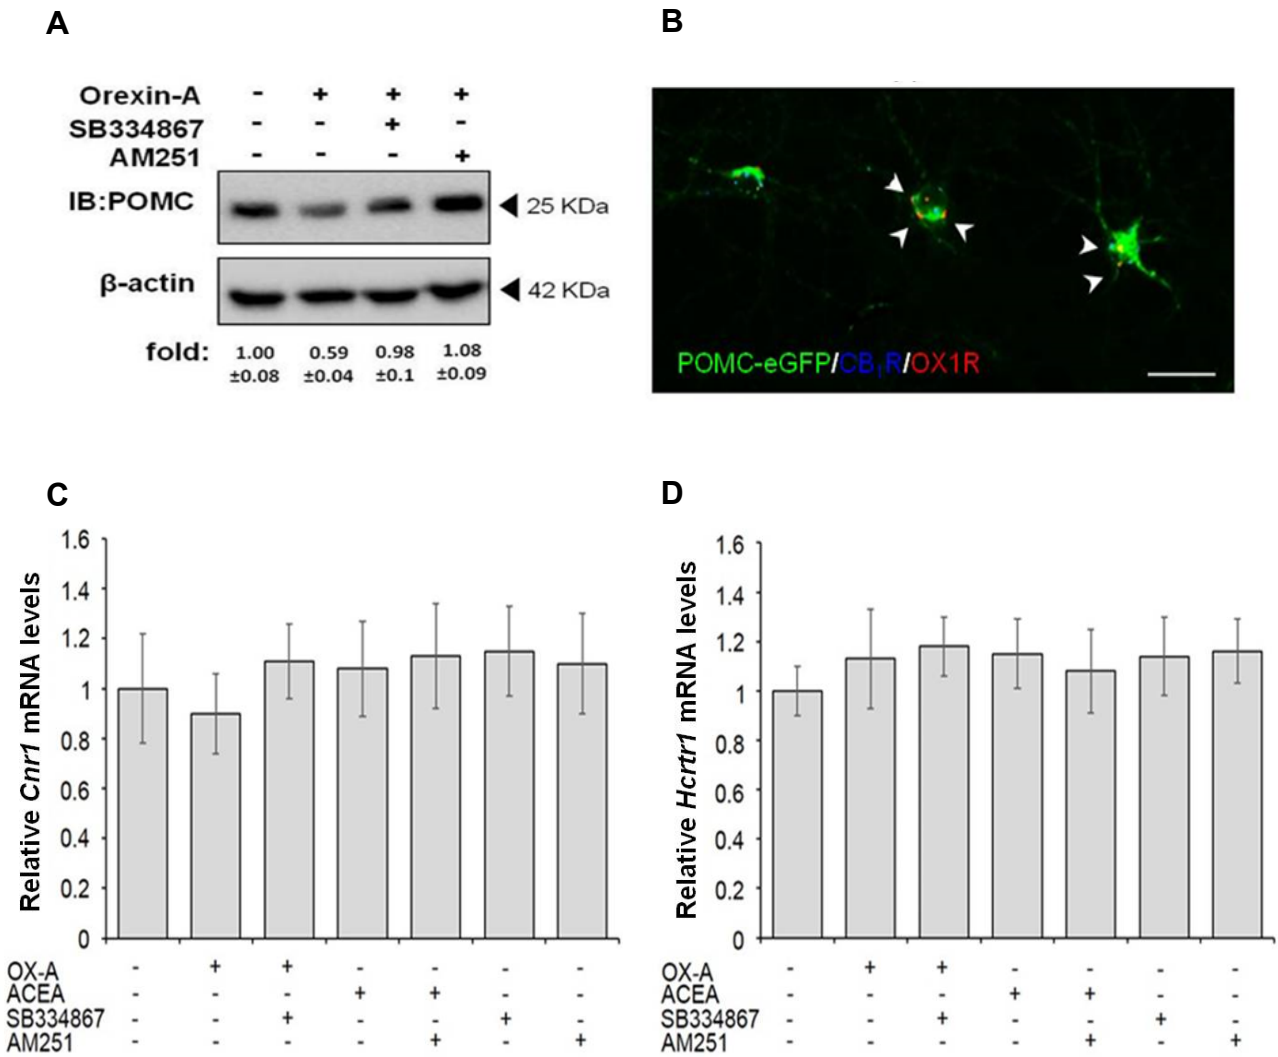 A
Orexin-A - + + +
SB334867 - - + -
AM251 - - - +
IB:POMC ◀ 25 KDa
β-actin ◀ 42 KDa
fold: 1.00 0.59 0.98 1.08
±0.08 ±0.04 ±0.1 ±0.09
B
POMC-eGFP/CB₁R/OX1R
C
Relative Cnr1 mRNA levels
1.6
1.4
1.2
1
0.8
0.6
0.4
0.2
0
OX-A - + + - - - -
ACEA - - - + + - -
SB334867 - - + - - + -
AM251 - - - - + - +
D
Relative Hcrtr1 mRNA levels
1.6
1.4
1.2
1
0.8
0.6
0.4
0.2
0
OX-A - + + - - - -
ACEA - - - + + - -
SB334867 - - + - - + -
AM251 - - - - + - +